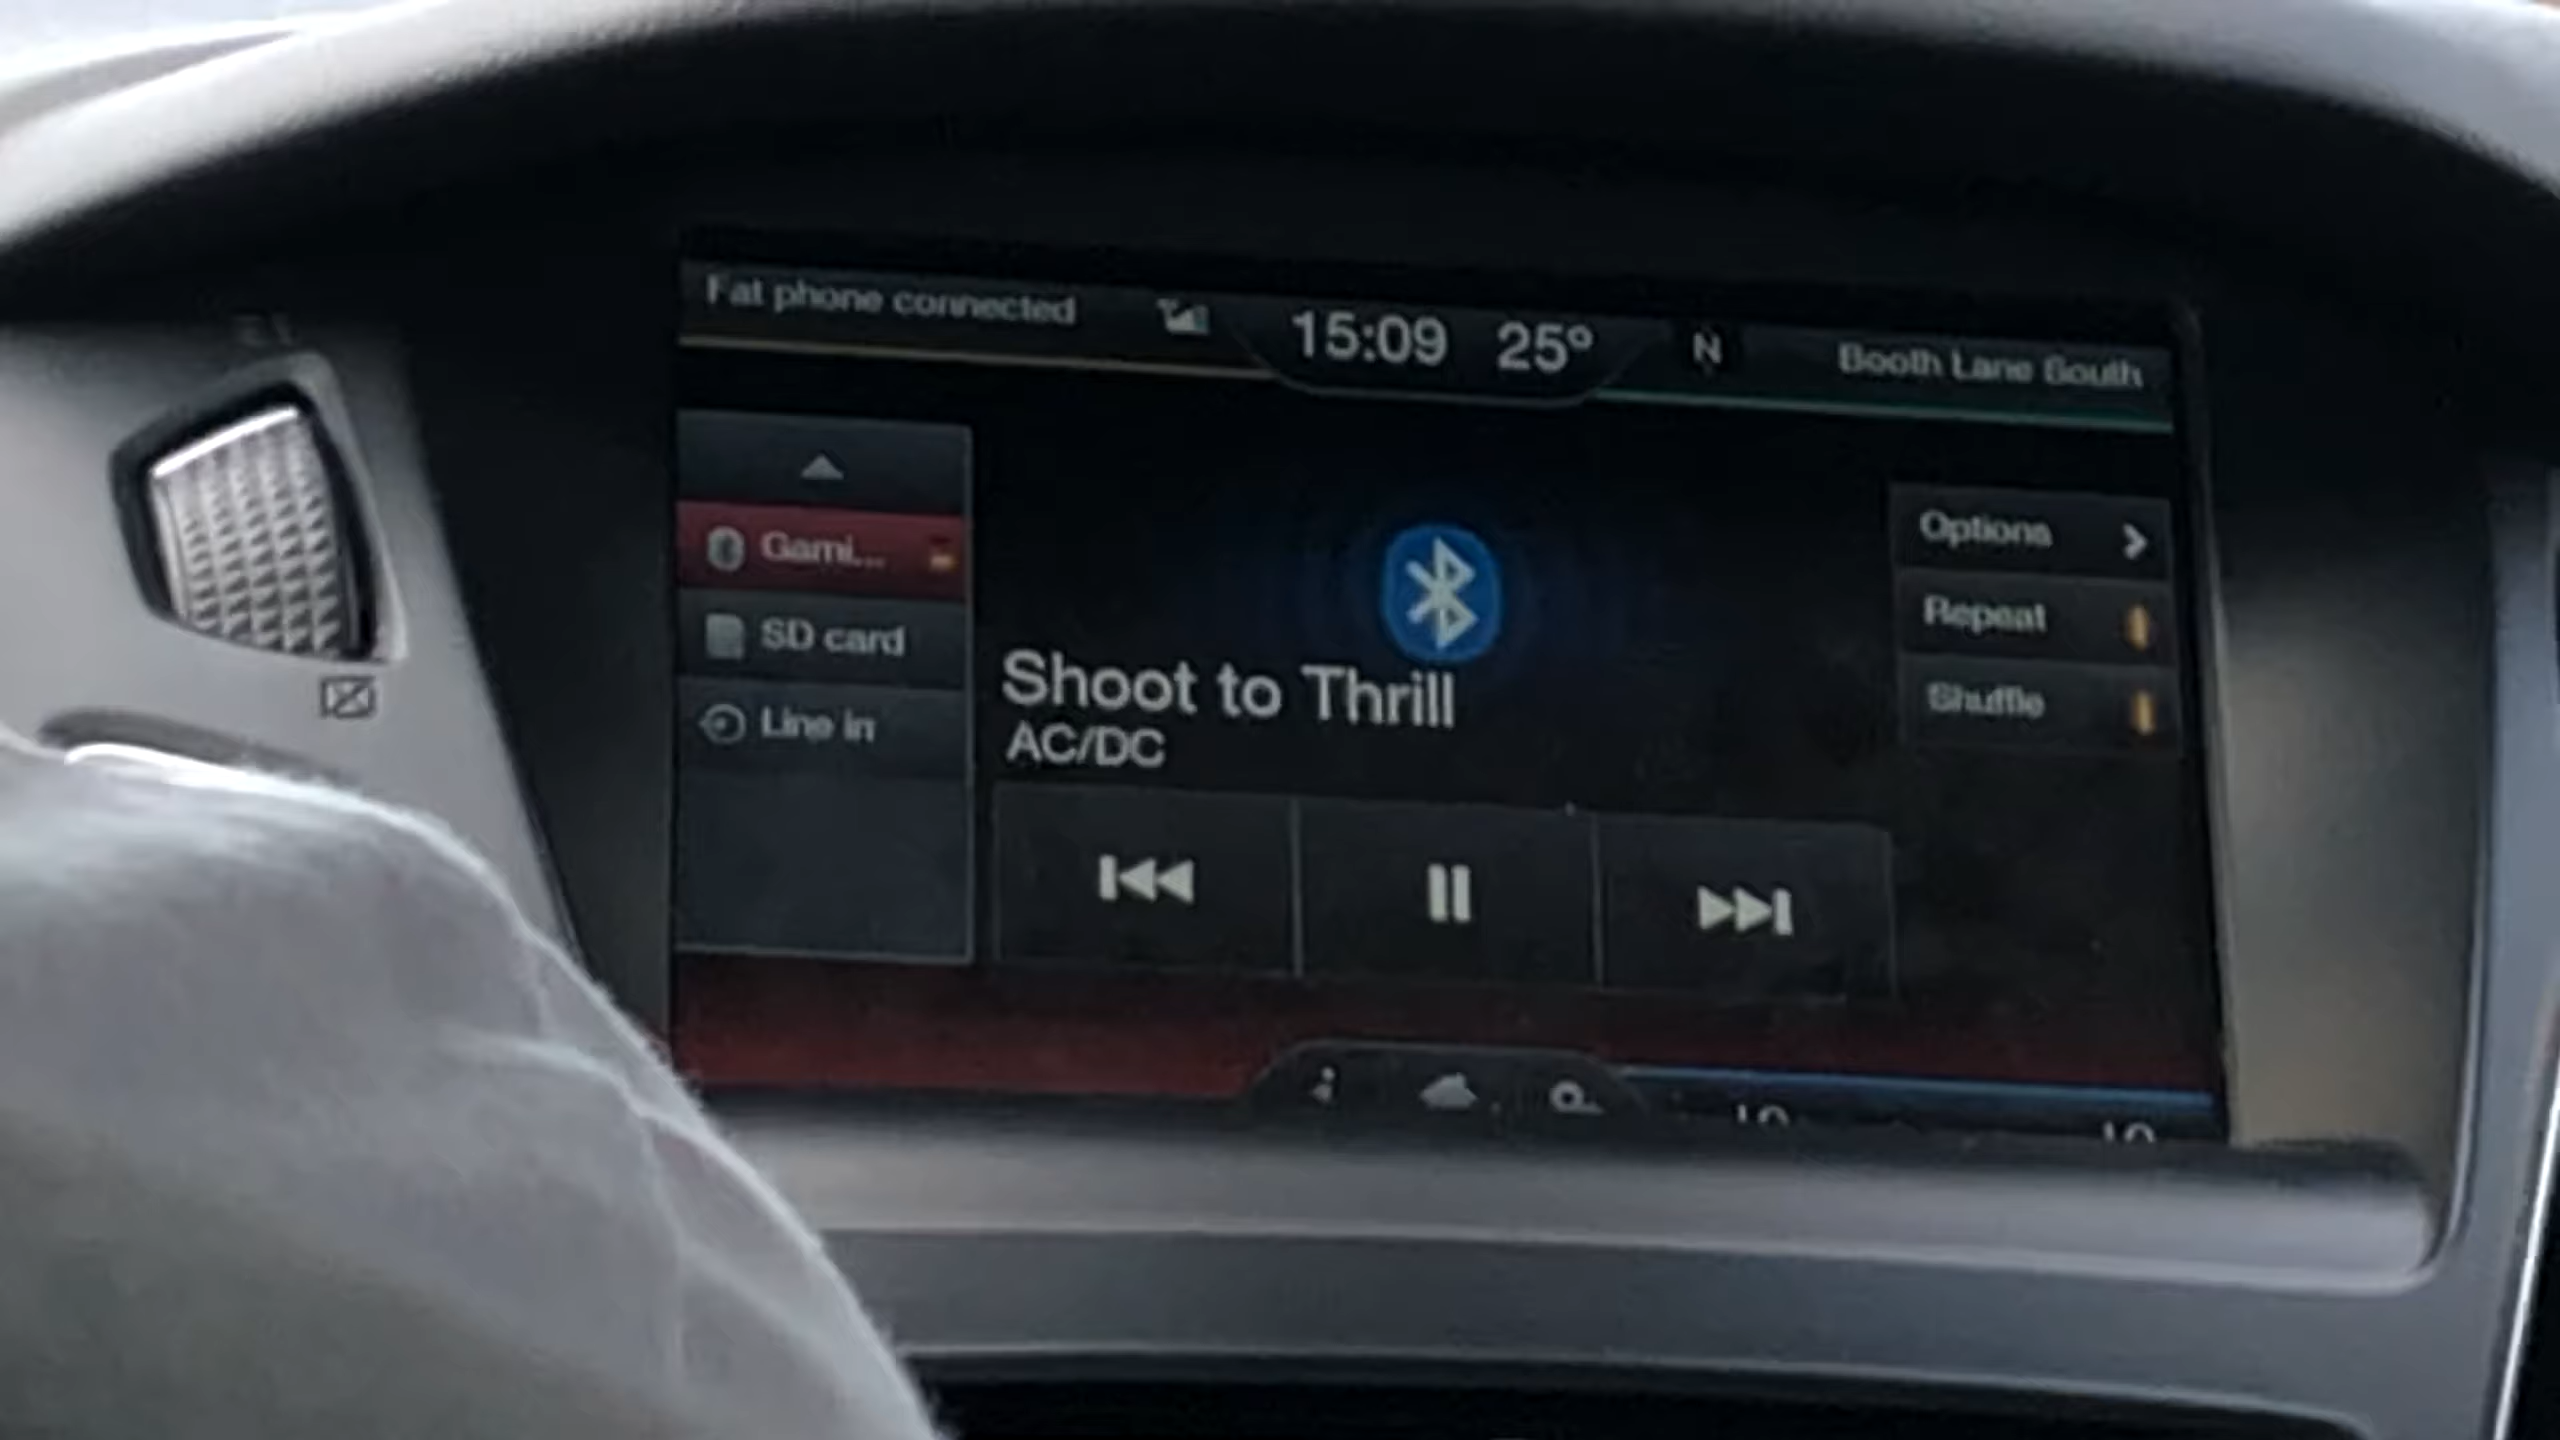 Fat phone connected
15:09 25° N
Booth Lane South
Gami...
SD card
Line in
Shoot to Thrill
AC/DC
Options
Repeat
Shuffle